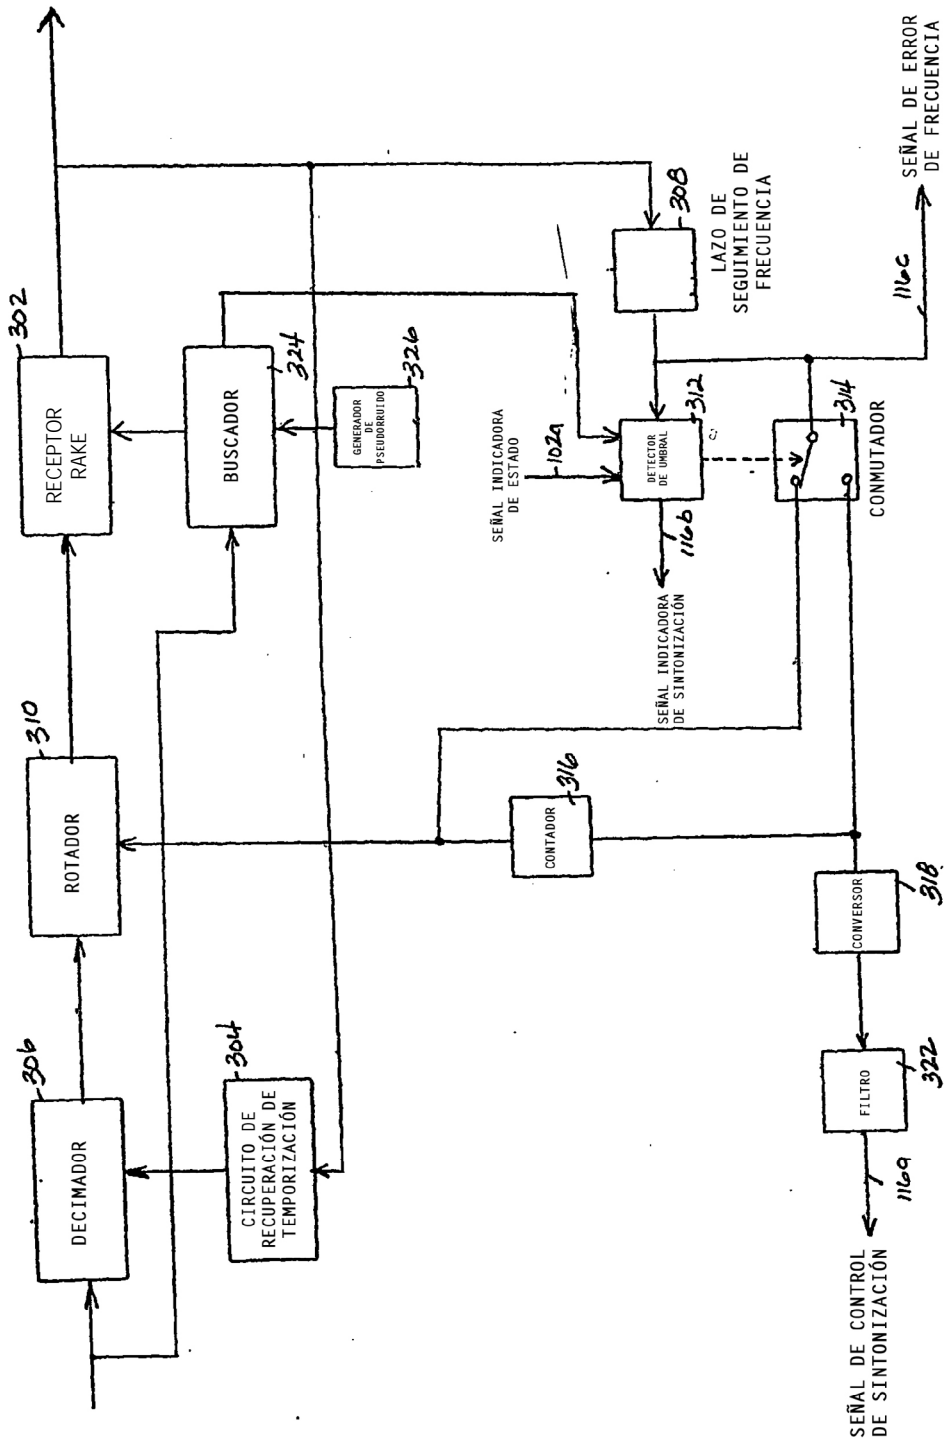 306
DECIMADOR
310
ROTADOR
302
RECEPTOR
RAKE
304
CIRCUITO DE
RECUPERACIÓN DE
TEMPORIZACIÓN
324
BUSCADOR
326
GENERADOR
DE
PSEUDORRUIDO
308
LAZO DE
SEGUIMIENTO DE
FRECUENCIA
SEÑAL INDICADORA
DE ESTADO
102a
312
DETECTOR
DE UMBRAL
116b
SEÑAL INDICADORA
DE SINTONIZACIÓN
314
CONMUTADOR
116c
SEÑAL DE ERROR
DE FRECUENCIA
316
CONTADOR
318
CONVERSOR
322
FILTRO
116a
SEÑAL DE CONTROL
DE SINTONIZACIÓN